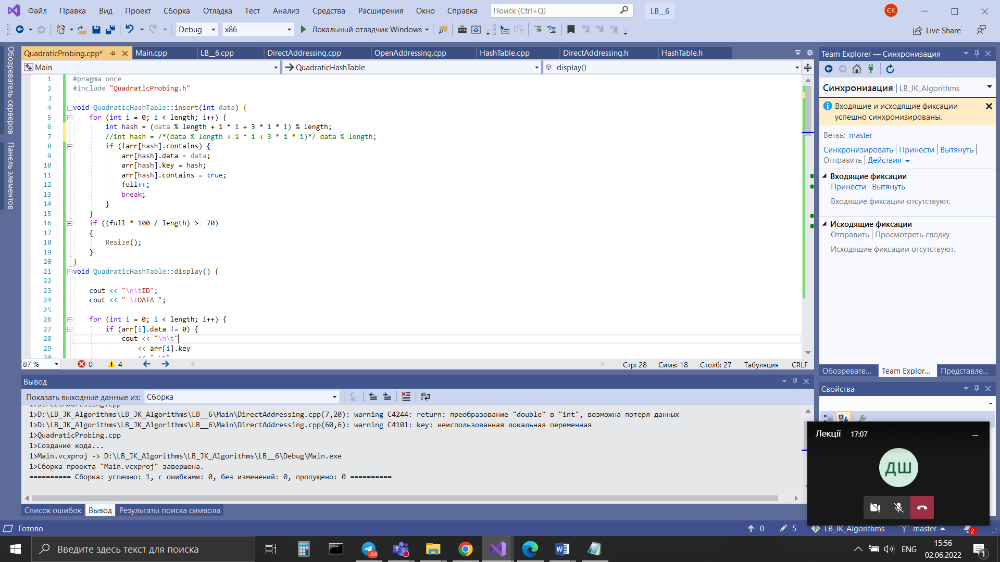 Файл Правка Вид Проект Сборка Отладка Тест Анализ Средства Расширения Окно Справка Поиск (Ctrl+Q) LB__6 ЄК
Debug x86 Локальный отладчик Windows Live Share
Обозреватель серверов
Панель элементов
QuadraticProbing.cpp* Main.cpp LB__6.cpp DirectAddressing.cpp OpenAddressing.cpp HashTable.cpp DirectAddressing.h HashTable.h
Main QuadraticHashTable display()
1 #pragma once
2 #include "QuadraticProbing.h"
3
4 void QuadraticHashTable::insert(int data) {
5 for (int i = 0; i < length; i++) {
6 int hash = (data % length + 1 * i + 3 * i * i) % length;
7 //int hash = /*(data % length + 1 * i + 3 * i * i)*/ data % length;
8 if (!arr[hash].contains) {
9 arr[hash].data = data;
10 arr[hash].key = hash;
11 arr[hash].contains = true;
12 full++;
13 break;
14 }
15 }
16 if ((full * 100 / length) >= 70)
17 {
18 Resize();
19 }
20 }
21 void QuadraticHashTable::display() {
22
23 cout << "\n\tID";
24 cout << " \tDATA ";
25
26 for (int i = 0; i < length; i++) {
27 if (arr[i].data != 0) {
28 cout << "\n\t"
29 << arr[i].key
30 << " \t"
87 % 0 4 Стр: 28 Симв: 18 Столб: 27 Табуляция CRLF
Вывод
Показать выходные данные из: Сборка
1>DirectAddressing.cpp
1>D:\LB_JK_Algorithms\LB_JK_Algorithms\LB__6\Main\DirectAddressing.cpp(7,20): warning C4244: return: преобразование "double" в "int", возможна потеря данных
1>D:\LB_JK_Algorithms\LB_JK_Algorithms\LB__6\Main\DirectAddressing.cpp(60,6): warning C4101: key: неиспользованная локальная переменная
1>QuadraticProbing.cpp
1>Создание кода...
1>Main.vcxproj -> D:\LB_JK_Algorithms\LB_JK_Algorithms\LB__6\Debug\Main.exe
1>Сборка проекта "Main.vcxproj" завершена.
========== Сборка: успешно: 1, с ошибками: 0, без изменений: 0, пропущено: 0 ==========
Список ошибок Вывод Результаты поиска символа
Team Explorer — Синхронизация
Синхронизация | LB_JK_Algorithms
Входящие и исходящие фиксации
успешно синхронизированы.
Ветвь: master
Синхронизировать | Принести | Вытянуть |
Отправить | Действия
Входящие фиксации
Принести | Вытянуть
Входящие фиксации отсутствуют.
Исходящие фиксации
Отправить | Просмотреть сводку
Исходящие фиксации отсутствуют.
Обозревате... Team Explor... Представле...
Свойства
Лекції 17:07
ДШ
Готово 0 5 LB_JK_Algorithms master 2
Введите здесь текст для поиска ..64 ENG 15:56 1
02.06.2022